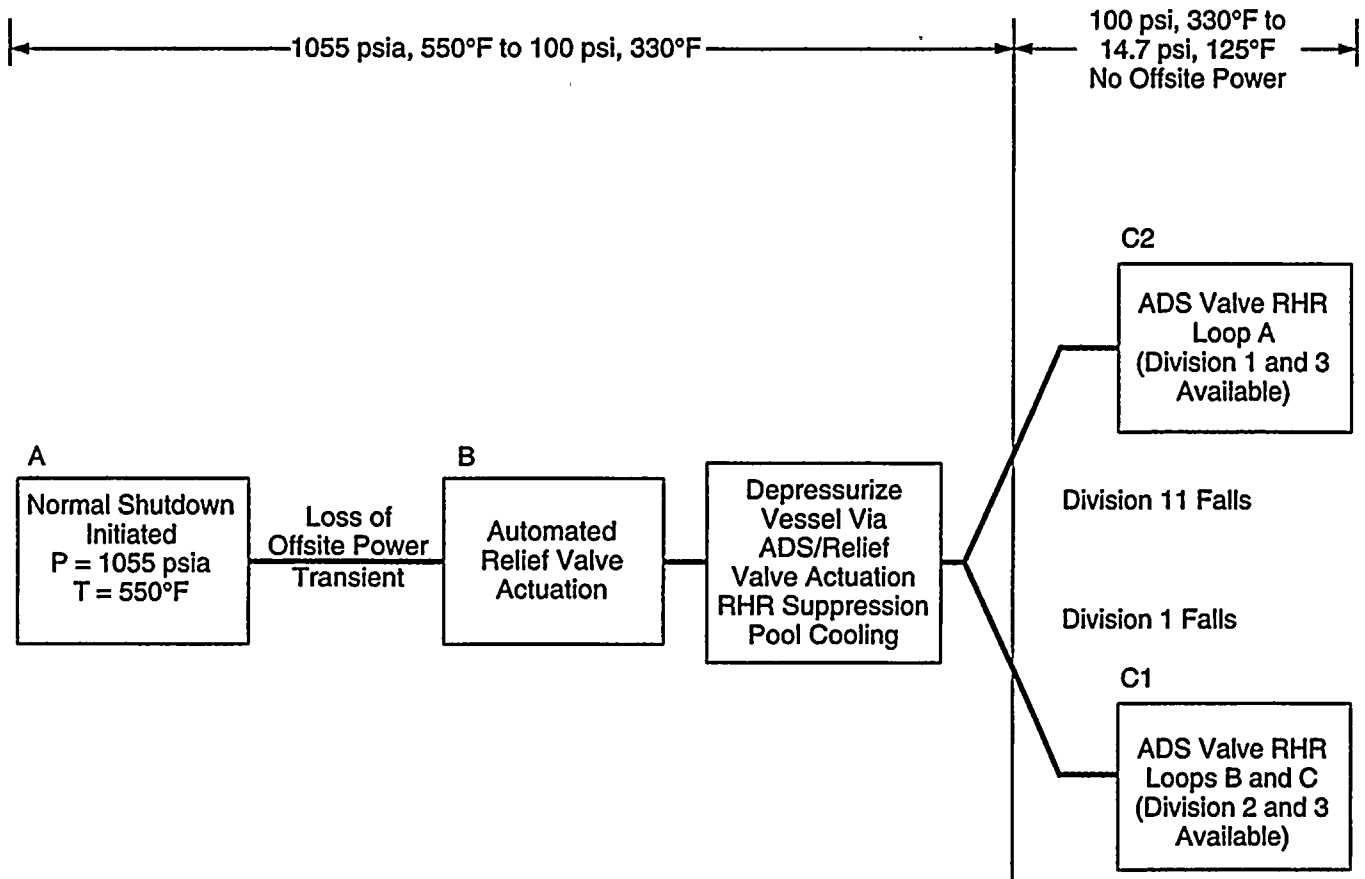 1055 psia, 550°F to 100 psi, 330°F
100 psi, 330°F to
14.7 psi, 125°F
No Offsite Power
C2
ADS Valve RHR
Loop A
(Division 1 and 3
Available)
A
Normal Shutdown
Initiated
P = 1055 psia
T = 550°F
Loss of
Offsite Power
Transient
B
Automated
Relief Valve
Actuation
Depressurize
Vessel Via
ADS/Relief
Valve Actuation
RHR Suppression
Pool Cooling
Division 11 Falls
Division 1 Falls
C1
ADS Valve RHR
Loops B and C
(Division 2 and 3
Available)